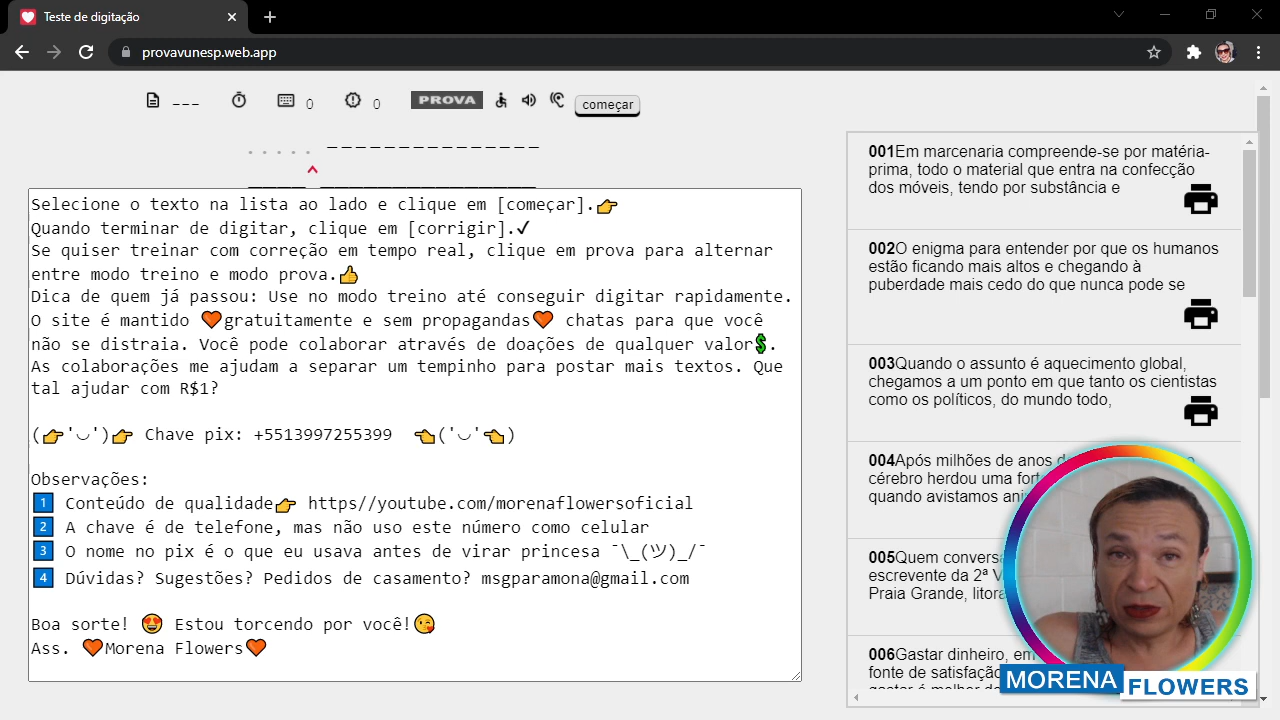 Teste de digitação
provavunesp.web.app
---
0
0
PROVA
começar
Selecione o texto na lista ao lado e clique em [começar].👉
Quando terminar de digitar, clique em [corrigir].✔
Se quiser treinar com correção em tempo real, clique em prova para alternar
entre modo treino e modo prova.👍
Dica de quem já passou: Use no modo treino até conseguir digitar rapidamente.
O site é mantido 🧡gratuitamente e sem propagandas🧡 chatas para que você
não se distraia. Você pode colaborar através de doações de qualquer valor💲.
As colaborações me ajudam a separar um tempinho para postar mais textos. Que
tal ajudar com R$1?
(👉'◡')👉 Chave pix: +5513997255399 👈('◡'👈)
Observações:
1️⃣ Conteúdo de qualidade👉 https//youtube.com/morenaflowersoficial
2️⃣ A chave é de telefone, mas não uso este número como celular
3️⃣ O nome no pix é o que eu usava antes de virar princesa ¯\_(ツ)_/¯
4️⃣ Dúvidas? Sugestões? Pedidos de casamento? msgparamona@gmail.com
Boa sorte! 😍 Estou torcendo por você!😘
Ass. 🧡Morena Flowers🧡
001Em marcenaria compreende-se por matéria-
prima, todo o material que entra na confecção
dos móveis, tendo por substância e
002O enigma para entender por que os humanos
estão ficando mais altos e chegando à
puberdade mais cedo do que nunca pode se
003Quando o assunto é aquecimento global,
chegamos a um ponto em que tanto os cientistas
como os políticos, do mundo todo,
004Após milhões de anos
cérebro herdou uma
quando avistamos
005Quem
escrevente da 2ª
Praia Grande,
006Gastar dinheiro,
fonte de
MORENA
FLOWERS